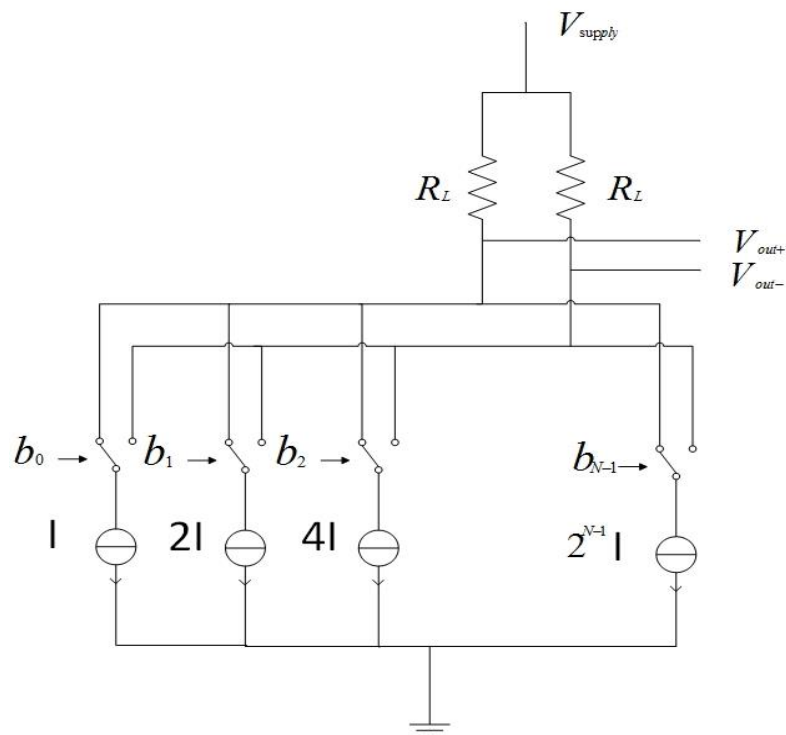 V_supply
R_L R_L
V_out+
V_out−
b_0 b_1 b_2 b_N−1
I 2I 4I 2^N−1 I